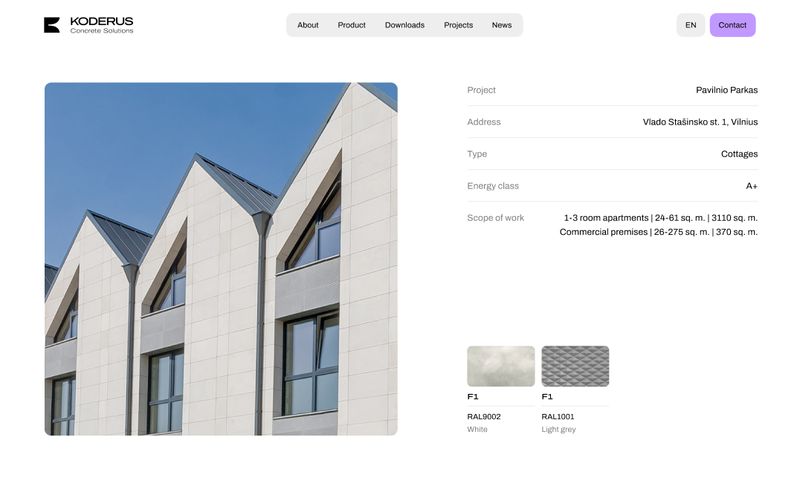 KODERUS
Concrete Solutions
About
Product
Downloads
Projects
News
EN
Contact
Project
Pavilnio Parkas
Address
Vlado Stašinsko st. 1, Vilnius
Type
Cottages
Energy class
A+
Scope of work
1-3 room apartments | 24-61 sq. m. | 3110 sq. m.
Commercial premises | 26-275 sq. m. | 370 sq. m.
F1
F1
RAL9002
RAL1001
White
Light grey